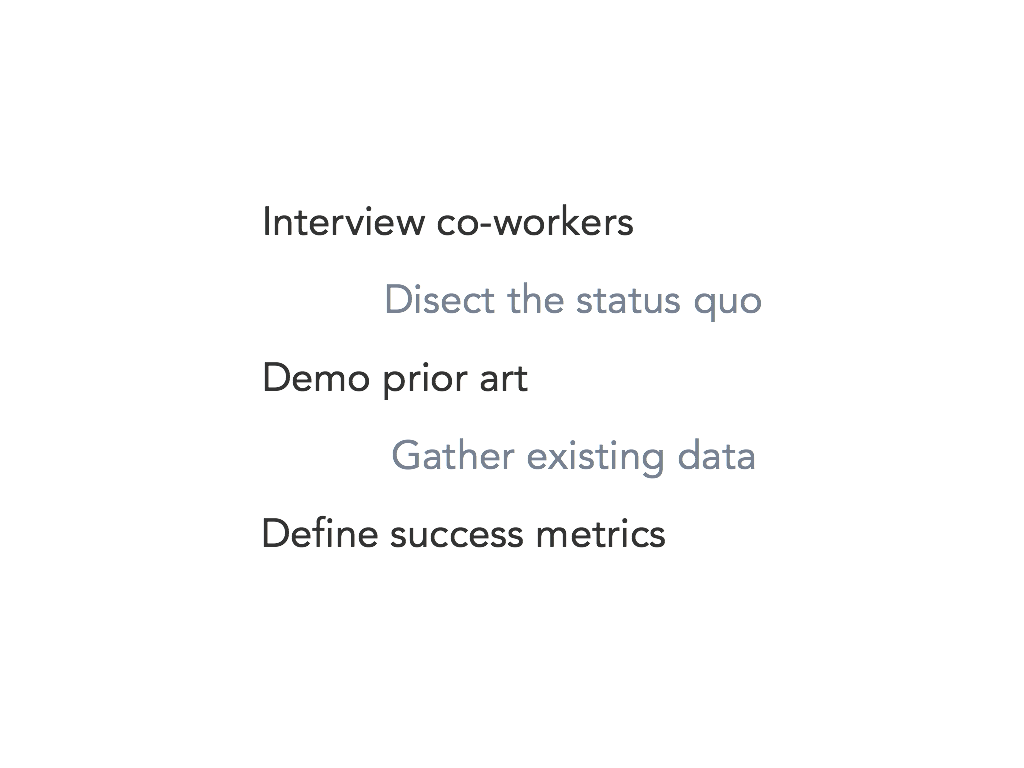 Interview co-workers
Disect the status quo
Demo prior art
Gather existing data
Define success metrics